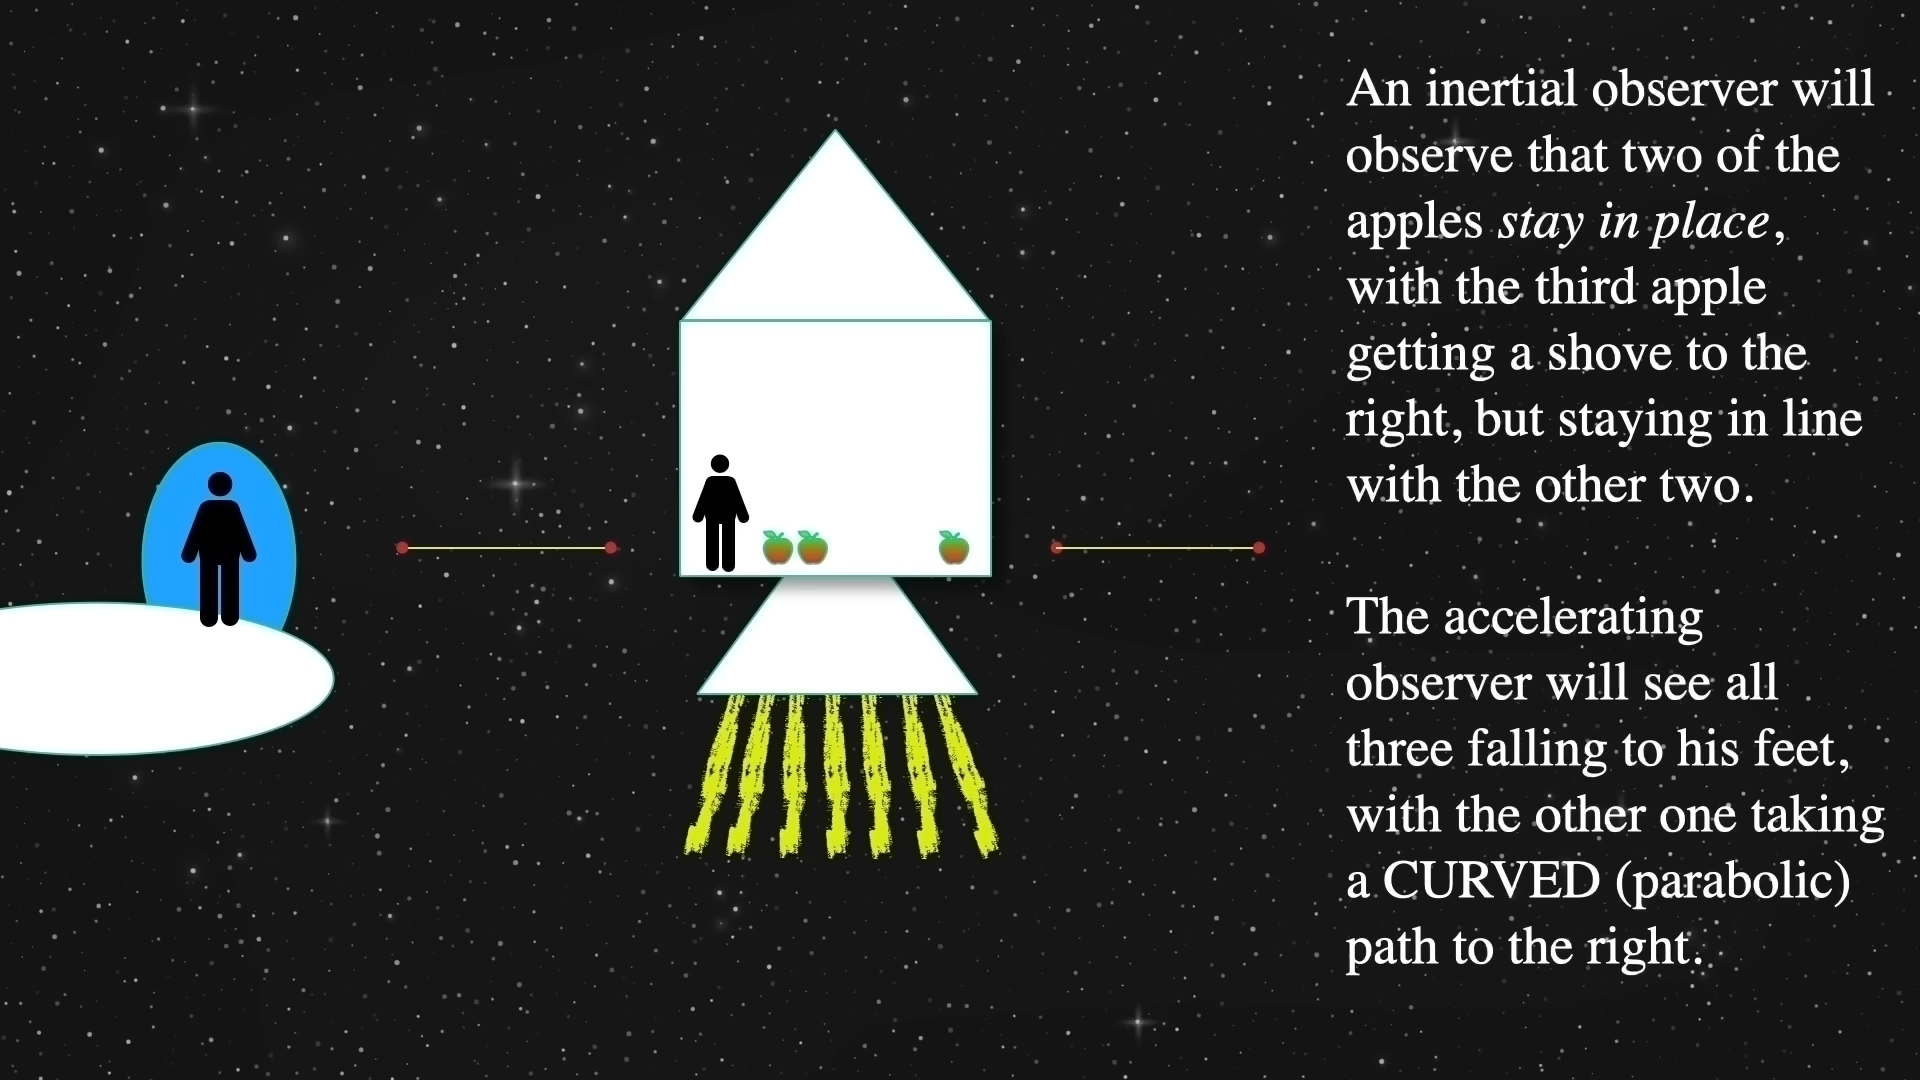 An inertial observer will
observe that two of the
apples stay in place,
with the third apple
getting a shove to the
right, but staying in line
with the other two.
The accelerating
observer will see all
three falling to his feet,
with the other one taking
a CURVED (parabolic)
path to the right.